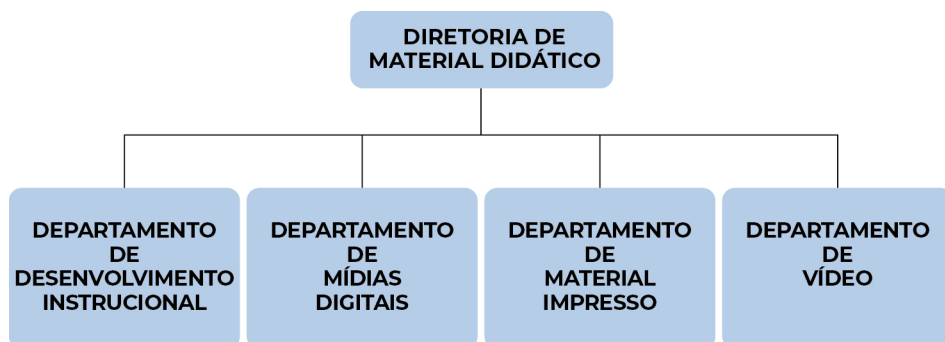 DIRETORIA DE
MATERIAL DIDÁTICO
DEPARTAMENTO
DE
DESENVOLVIMENTO
INSTRUCIONAL
DEPARTAMENTO
DE
MÍDIAS
DIGITAIS
DEPARTAMENTO
DE
MATERIAL
IMPRESSO
DEPARTAMENTO
DE
VÍDEO